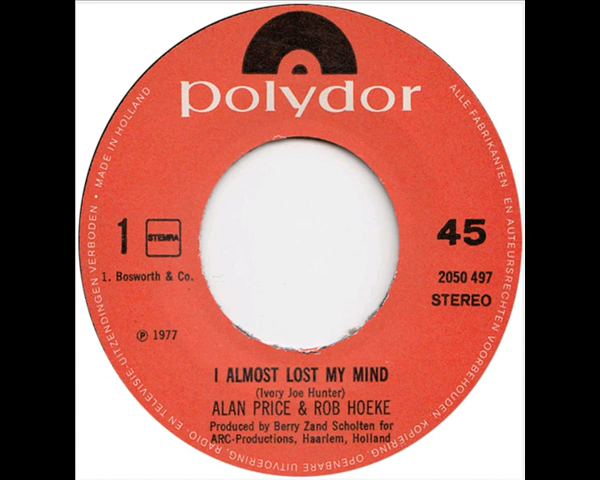 polydor
1
STEMRA
45
1. Bosworth & Co.
2050 497
STEREO
℗ 1977
I ALMOST LOST MY MIND
(Ivory Joe Hunter)
ALAN PRICE & ROB HOEKE
Produced by Berry Zand Scholten for
ARC-Productions, Haarlem, Holland
ALLE FABRIKANTEN EN AUTEURSRECHTEN VOORBEHOUDEN. KOPIERING, OPENBARE UITVOERING, RADIO- EN TELEVISIE-UITZENDINGEN VERBODEN • MADE IN HOLLAND